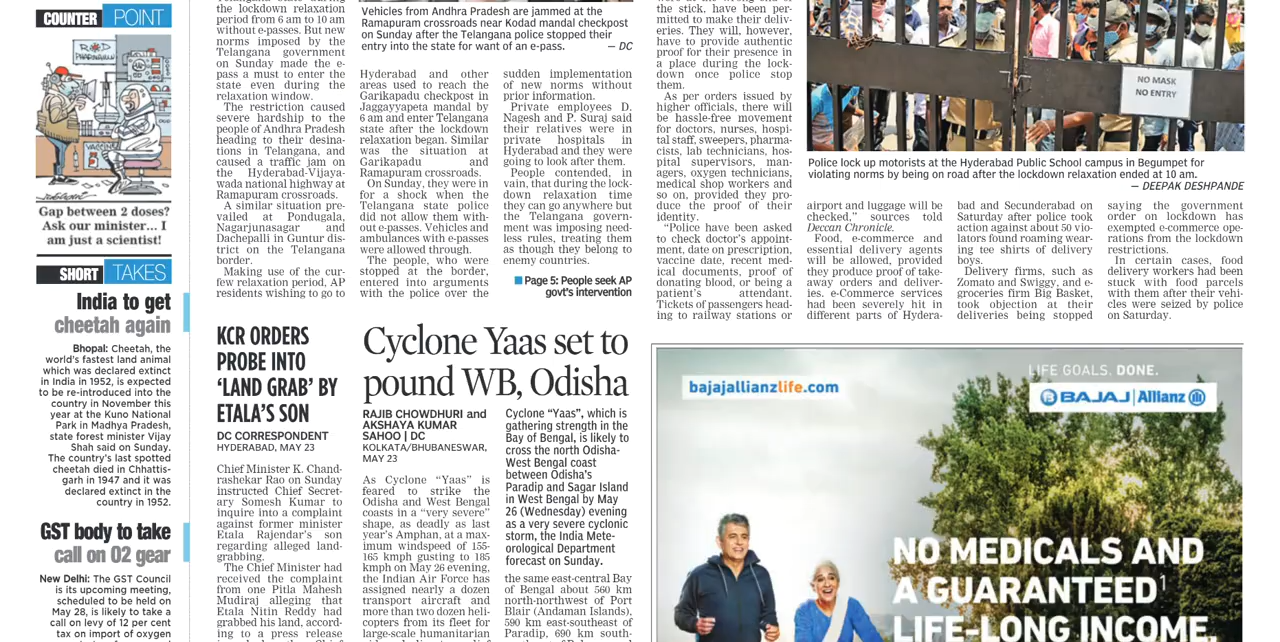 COUNTER POINT
R&D
VACCINE
Gap between 2 doses?
Ask our minister... I
am just a scientist!
SHORT TAKES
India to get
cheetah again
Bhopal: Cheetah, the
world's fastest land animal
which was declared extinct
in India in 1952, is expected
to be re-introduced into the
country in November this
year at the Kuno National
Park in Madhya Pradesh,
state forest minister Vijay
Shah said on Sunday.
The country's last spotted
cheetah died in Chhattis-
garh in 1947 and it was
declared extinct in the
country in 1952.
GST body to take
call on O2 gear
New Delhi: The GST Council
is its upcoming meeting,
scheduled to be held on
May 28, is likely to take a
call on levy of 12 per cent
tax on import of oxygen
the lockdown relaxation
period from 6 am to 10 am
without e-passes. But new
norms imposed by the
Telangana government
on Sunday made the e-
pass a must to enter the
state even during the
relaxation window.
The restriction caused
severe hardship to the
people of Andhra Pradesh
heading to their desina-
tions in Telangana, and
caused a traffic jam on
the Hyderabad-Vijaya-
wada national highway at
Ramapuram crossroads.
A similar situation pre-
vailed at Pondugala,
Nagarjunasagar and
Dachepalli in Guntur dis-
trict on the Telangana
border.
Making use of the cur-
few relaxation period, AP
residents wishing to go to
Vehicles from Andhra Pradesh are jammed at the
Ramapuram crossroads near Kodad mandal checkpost
on Sunday after the Telangana police stopped their
entry into the state for want of an e-pass. — DC
Hyderabad and other
areas used to reach the
Garikapadu checkpost in
Jaggayyapeta mandal by
6 am and enter Telangana
state after the lockdown
relaxation began. Similar
was the situation at
Garikapadu and
Ramapuram crossroads.
On Sunday, they were in
for a shock when the
Telangana state police
did not allow them with-
out e-passes. Vehicles and
ambulances with e-passes
were allowed through.
The people, who were
stopped at the border,
entered into arguments
with the police over the
sudden implementation
of new norms without
prior information.
Private employees D.
Nagesh and P. Suraj said
their relatives were in
private hospitals in
Hyderabad and they were
going to look after them.
People contended, in
vain, that during the lock-
down relaxation time
they can go anywhere but
the Telangana govern-
ment was imposing need-
less rules, treating them
as though they belong to
enemy countries.
Page 5: People seek AP
govt's intervention
the stick, have been per-
mitted to make their deliv-
eries. They will, however,
have to provide authentic
proof for their presence in
a place during the lock-
down once police stop
them.
As per orders issued by
higher officials, there will
be hassle-free movement
for doctors, nurses, hospi-
tal staff, sweepers, pharma-
cists, lab technicians, hos-
pital supervisors, man-
agers, oxygen technicians,
medical shop workers and
so on, provided they pro-
duce the proof of their
identity.
"Police have been asked
to check doctor's appoint-
ment, date on prescription,
vaccine date, recent med-
ical documents, proof of
donating blood, or being a
patient's attendant.
Tickets of passengers head-
ing to railway stations or
NO MASK
NO ENTRY
Police lock up motorists at the Hyderabad Public School campus in Begumpet for
violating norms by being on road after the lockdown relaxation ended at 10 am.
— DEEPAK DESHPANDE
airport and luggage will be
checked," sources told
Deccan Chronicle.
Food, e-commerce and
essential delivery agents
will be allowed, provided
they produce proof of take-
away orders and deliver-
ies. e-Commerce services
had been severely hit in
different parts of Hydera-
bad and Secunderabad on
Saturday after police took
action against about 50 vio-
lators found roaming wear-
ing tee shirts of delivery
boys.
Delivery firms, such as
Zomato and Swiggy, and e-
groceries firm Big Basket,
took objection at their
deliveries being stopped
saying the government
order on lockdown has
exempted e-commerce ope-
rations from the lockdown
restrictions.
In certain cases, food
delivery workers had been
stuck with food parcels
with them after their vehi-
cles were seized by police
on Saturday.
KCR ORDERS
PROBE INTO
'LAND GRAB' BY
ETALA'S SON
DC CORRESPONDENT
HYDERABAD, MAY 23
Chief Minister K. Chand-
rashekar Rao on Sunday
instructed Chief Secret-
ary Somesh Kumar to
inquire into a complaint
against former minister
Etala Rajendar's son
regarding alleged land-
grabbing.
The Chief Minister had
received the complaint
from one Pitla Mahesh
Mudiraj alleging that
Etala Nitin Reddy had
grabbed his land, accord-
ing to a press release
Cyclone Yaas set to
pound WB, Odisha
RAJIB CHOWDHURI and
AKSHAYA KUMAR
SAHOO | DC
KOLKATA/BHUBANESWAR,
MAY 23
As Cyclone "Yaas" is
feared to strike the
Odisha and West Bengal
coasts in a "very severe"
shape, as deadly as last
year's Amphan, at a max-
imum windspeed of 155-
165 kmph gusting to 185
kmph on May 26 evening,
the Indian Air Force has
assigned nearly a dozen
transport aircraft and
more than two dozen heli-
copters from its fleet for
large-scale humanitarian
Cyclone "Yaas", which is
gathering strength in the
Bay of Bengal, is likely to
cross the north Odisha-
West Bengal coast
between Odisha's
Paradip and Sagar Island
in West Bengal by May
26 (Wednesday) evening
as a very severe cyclonic
storm, the India Mete-
orological Department
forecast on Sunday.
the same east-central Bay
of Bengal about 560 km
north-northwest of Port
Blair (Andaman Islands),
590 km east-southeast of
Paradip, 690 km south-
bajajallianzlife.com
LIFE GOALS. DONE.
BAJAJ Allianz
NO MEDICALS AND
A GUARANTEED1
LIFE-LONG INCOME